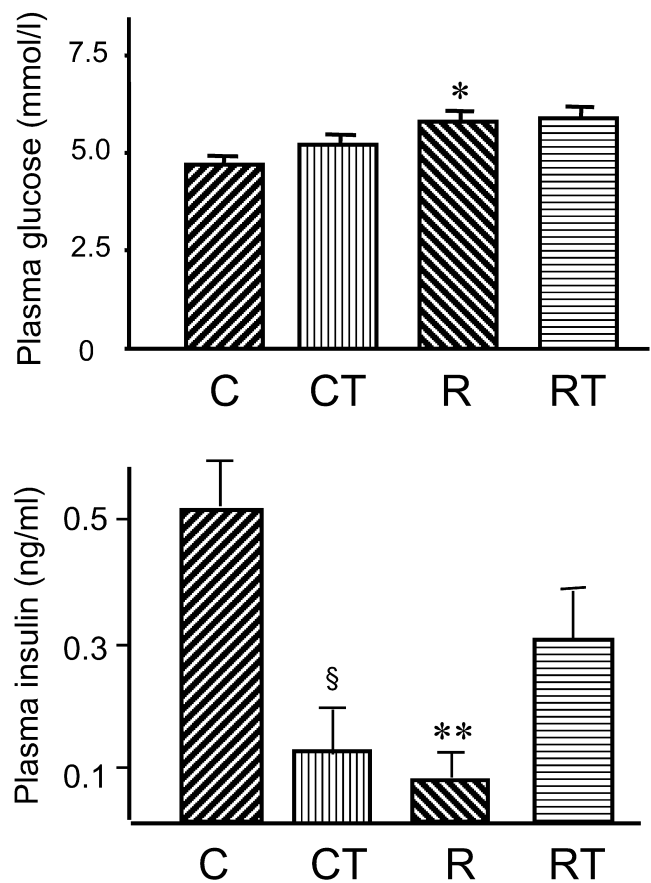 Plasma glucose (mmol/l)
7.5
5.0
2.5
0
*
C CT R RT
Plasma insulin (ng/ml)
0.5
0.3
0.1
§
**
C CT R RT